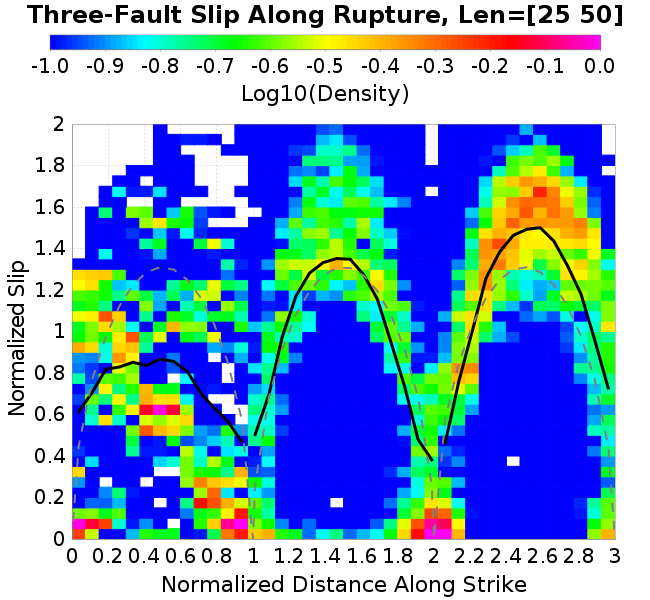 Three-Fault Slip Along Rupture, Len=[25 50]
-1.0 -0.9 -0.8 -0.7 -0.6 -0.5 -0.4 -0.3 -0.2 -0.1 0.0
Log10(Density)
Normalized Slip
2
1.8
1.6
1.4
1.2
1
0.8
0.6
0.4
0.2
0
0 0.2 0.4 0.6 0.8 1 1.2 1.4 1.6 1.8 2 2.2 2.4 2.6 2.8 3
Normalized Distance Along Strike